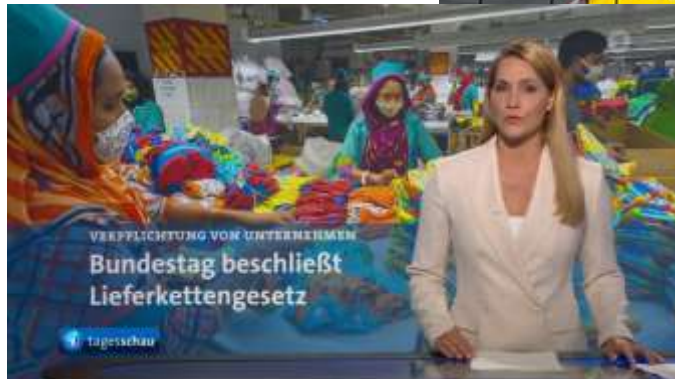 VERPFLICHTUNG VON UNTERNEHMEN
Bundestag beschließt
Lieferkettengesetz
tagesschau